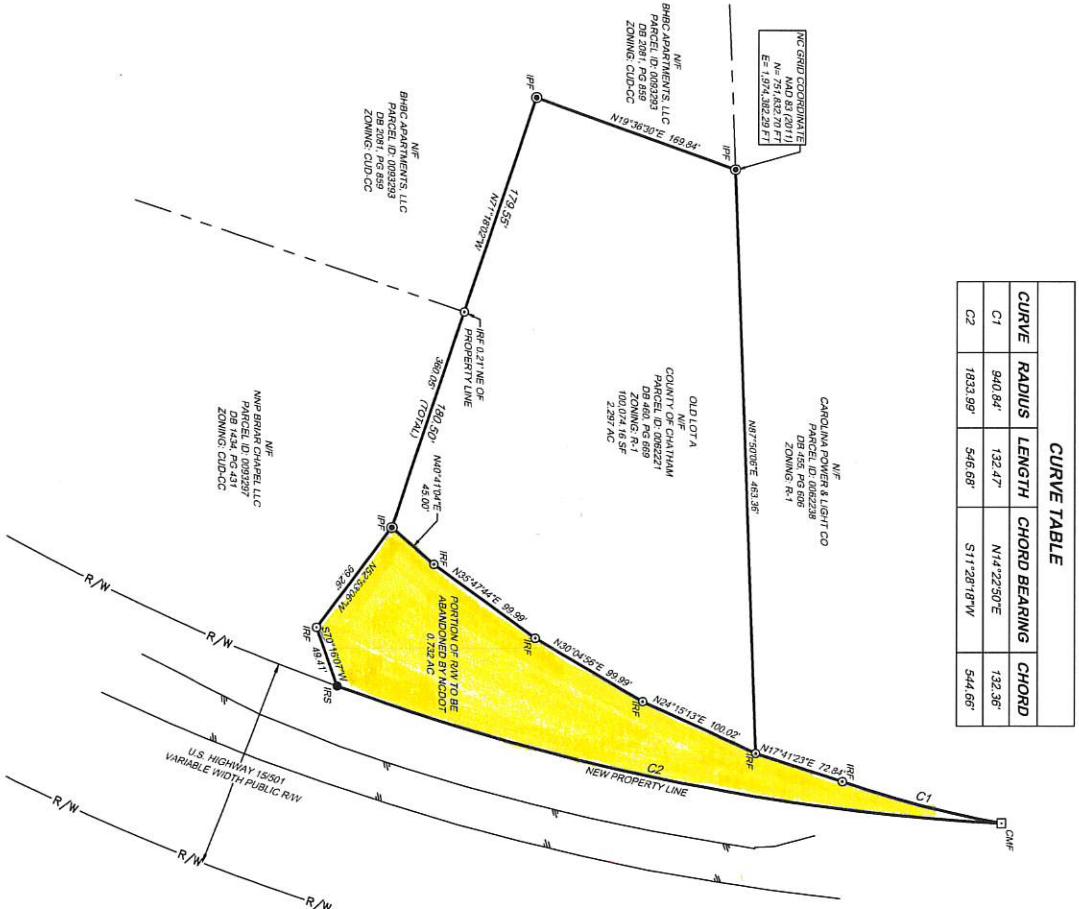 CURVE TABLE
CURVE RADIUS LENGTH CHORD BEARING CHORD
C1 940.84' 132.47' N14°22'50"E 132.36'
C2 1833.99' 546.68' S11°28'18"W 544.66'
NC GRID COORDINATE
NAD 83 (2011)
N= 751,832.70 FT
E= 1,974,382.29 FT
N/F
BHBC APARTMENTS, LLC
PARCEL ID: 0093293
DB 2081, PG 859
ZONING: CUD-CC
IPF
N19°36'30"E 169.84'
IPF
N/F
CAROLINA POWER & LIGHT CO
PARCEL ID: 0062238
DB 455, PG 606
ZONING: R-1
N87°50'06"E 463.36'
N/F
BHBC APARTMENTS, LLC
PARCEL ID: 0093293
DB 2081, PG 859
ZONING: CUD-CC
179.55'
N71°18'02"W
OLD LOT A
N/F
COUNTY OF CHATHAM
PARCEL ID: 0062221
DB 460, PG 669
ZONING: R-1
100,074.16 SF
2.297 AC
IRF 0.21' NE OF
PROPERTY LINE
180.50'
360.05'
(TOTAL)
N/F
NNP BRIAR CHAPEL LLC
PARCEL ID: 0093297
DB 1434, PG 431
ZONING: CUD-CC
N40°41'04"E
45.00'
IPF
IRF
N35°47'44"E 99.99'
IRF
N30°04'56"E 99.99'
IRF
N24°15'13"E 100.02'
IRF
N17°41'23"E 72.84'
IRF
C1
CMF
N52°53'06"W
99.26'
IRF
S70°16'07"W
49.41'
IRS
PORTION OF R/W TO BE
ABANDONED BY NCDOT
0.732 AC
C2
NEW PROPERTY LINE
R/W
R/W
U.S. HIGHWAY 15/501
VARIABLE WIDTH PUBLIC R/W
R/W
R/W
R/W